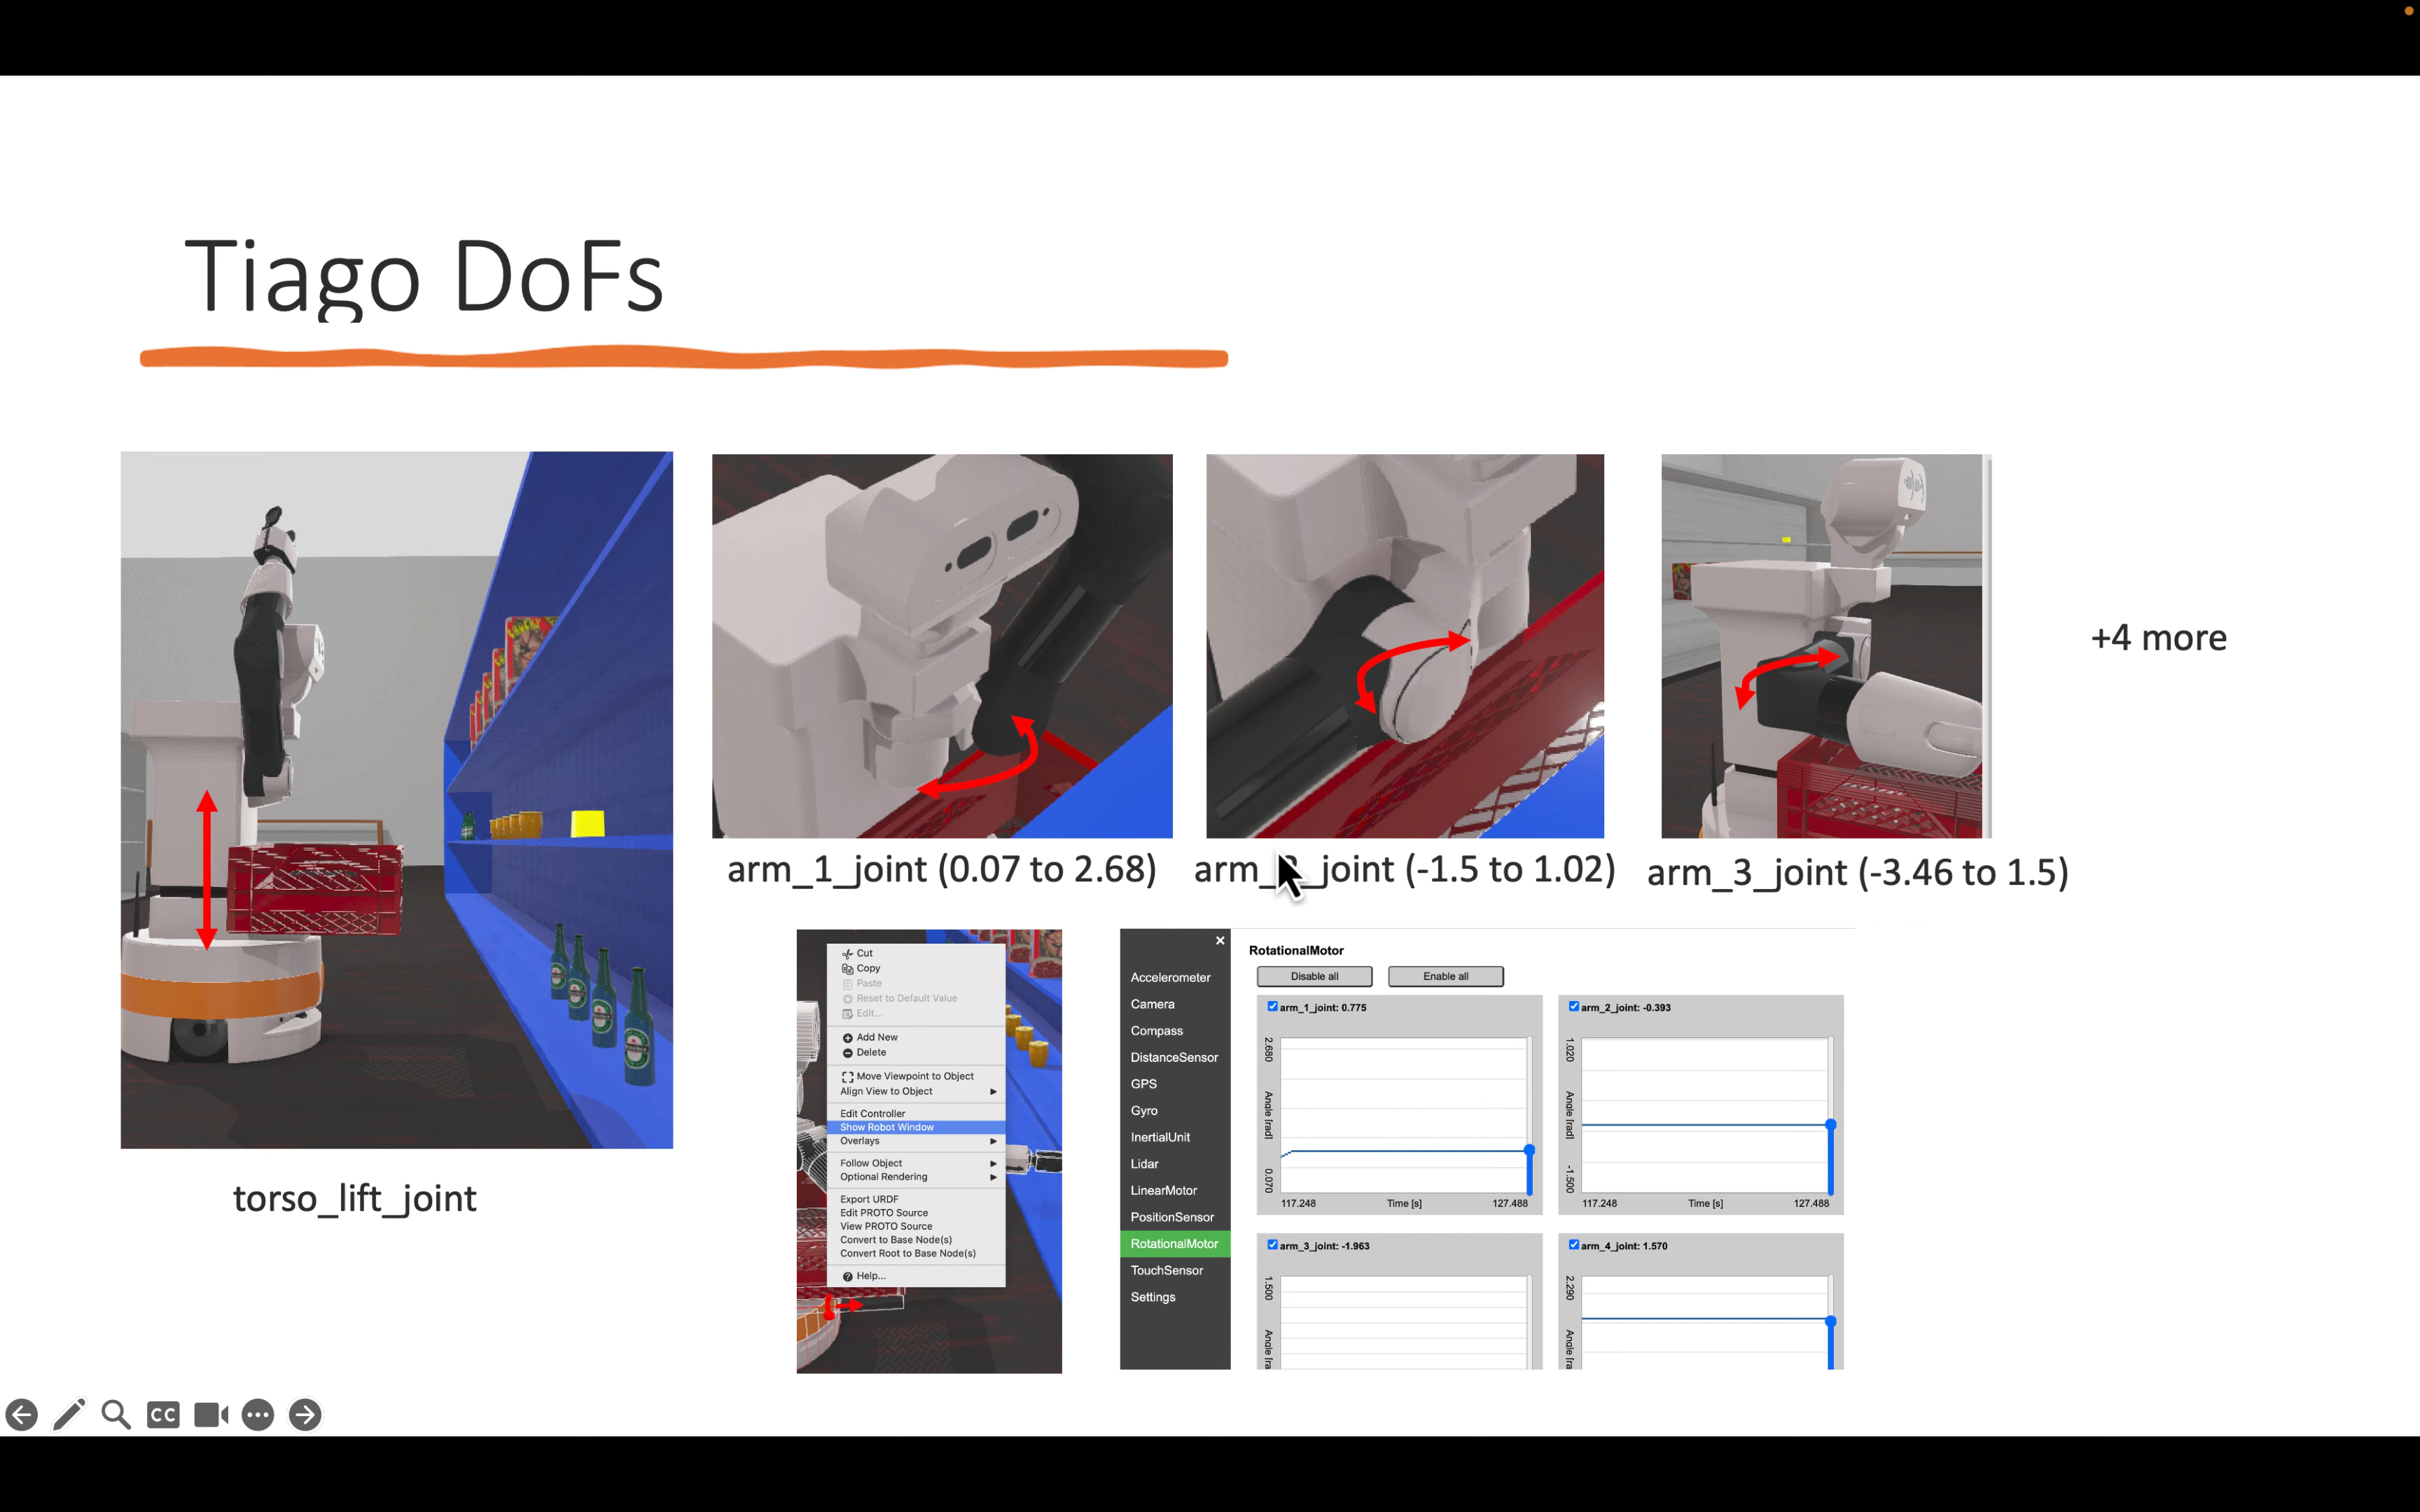 Tiago DoFs
+4 more
arm_1_joint (0.07 to 2.68)
arm_2_joint (-1.5 to 1.02)
arm_3_joint (-3.46 to 1.5)
torso_lift_joint
Cut
Copy
Paste
Reset to Default Value
Edit...
Add New
Delete
Move Viewpoint to Object
Align View to Object
Edit Controller
Show Robot Window
Overlays
Follow Object
Optional Rendering
Export URDF
Edit PROTO Source
View PROTO Source
Convert to Base Node(s)
Convert Root to Base Node(s)
Help...
×
Accelerometer
Camera
Compass
DistanceSensor
GPS
Gyro
InertialUnit
Lidar
LinearMotor
PositionSensor
RotationalMotor
TouchSensor
Settings
RotationalMotor
Disable all
Enable all
arm_1_joint: 0.775
2.680
Angle [rad]
0.070
117.248
Time [s]
127.488
arm_2_joint: -0.393
1.020
Angle [rad]
-1.500
117.248
Time [s]
127.488
arm_3_joint: -1.963
1.500
Angle [ra
arm_4_joint: 1.570
2.290
Angle [ra
CC